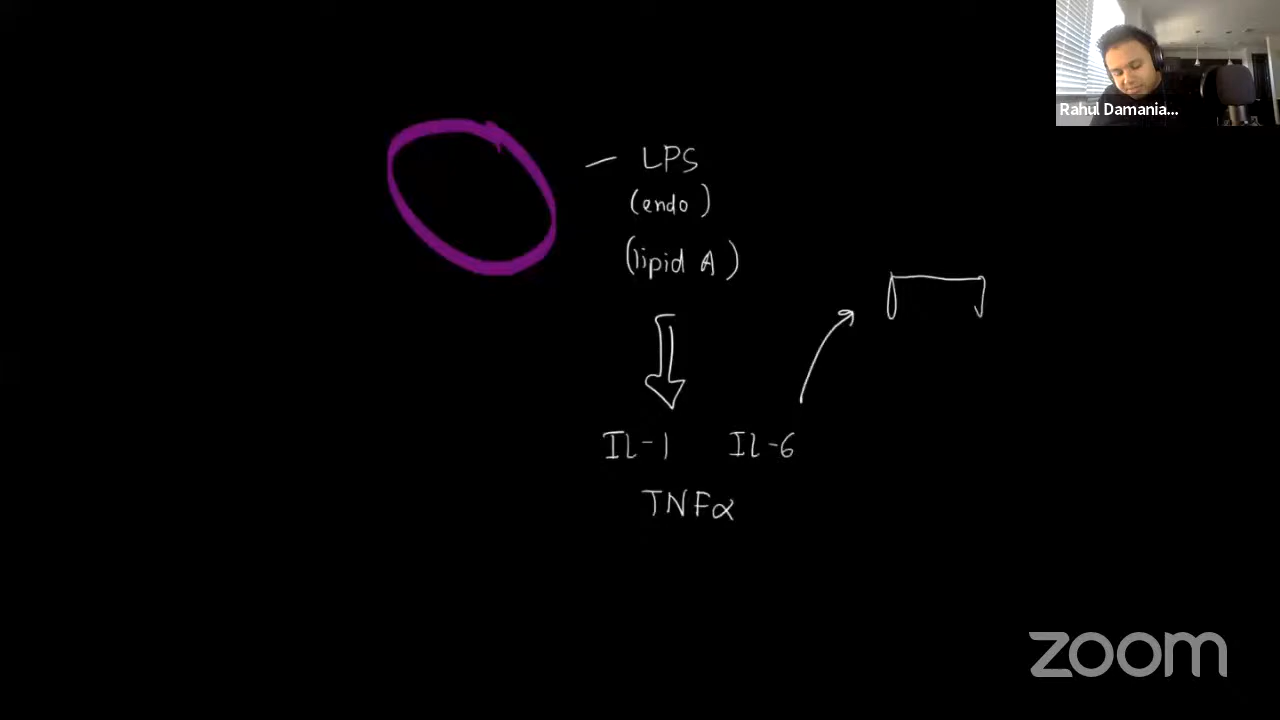 Rahul Damania...
— LPS
(endo)
(lipid A)
IL-1 IL-6
TNFα
zoom